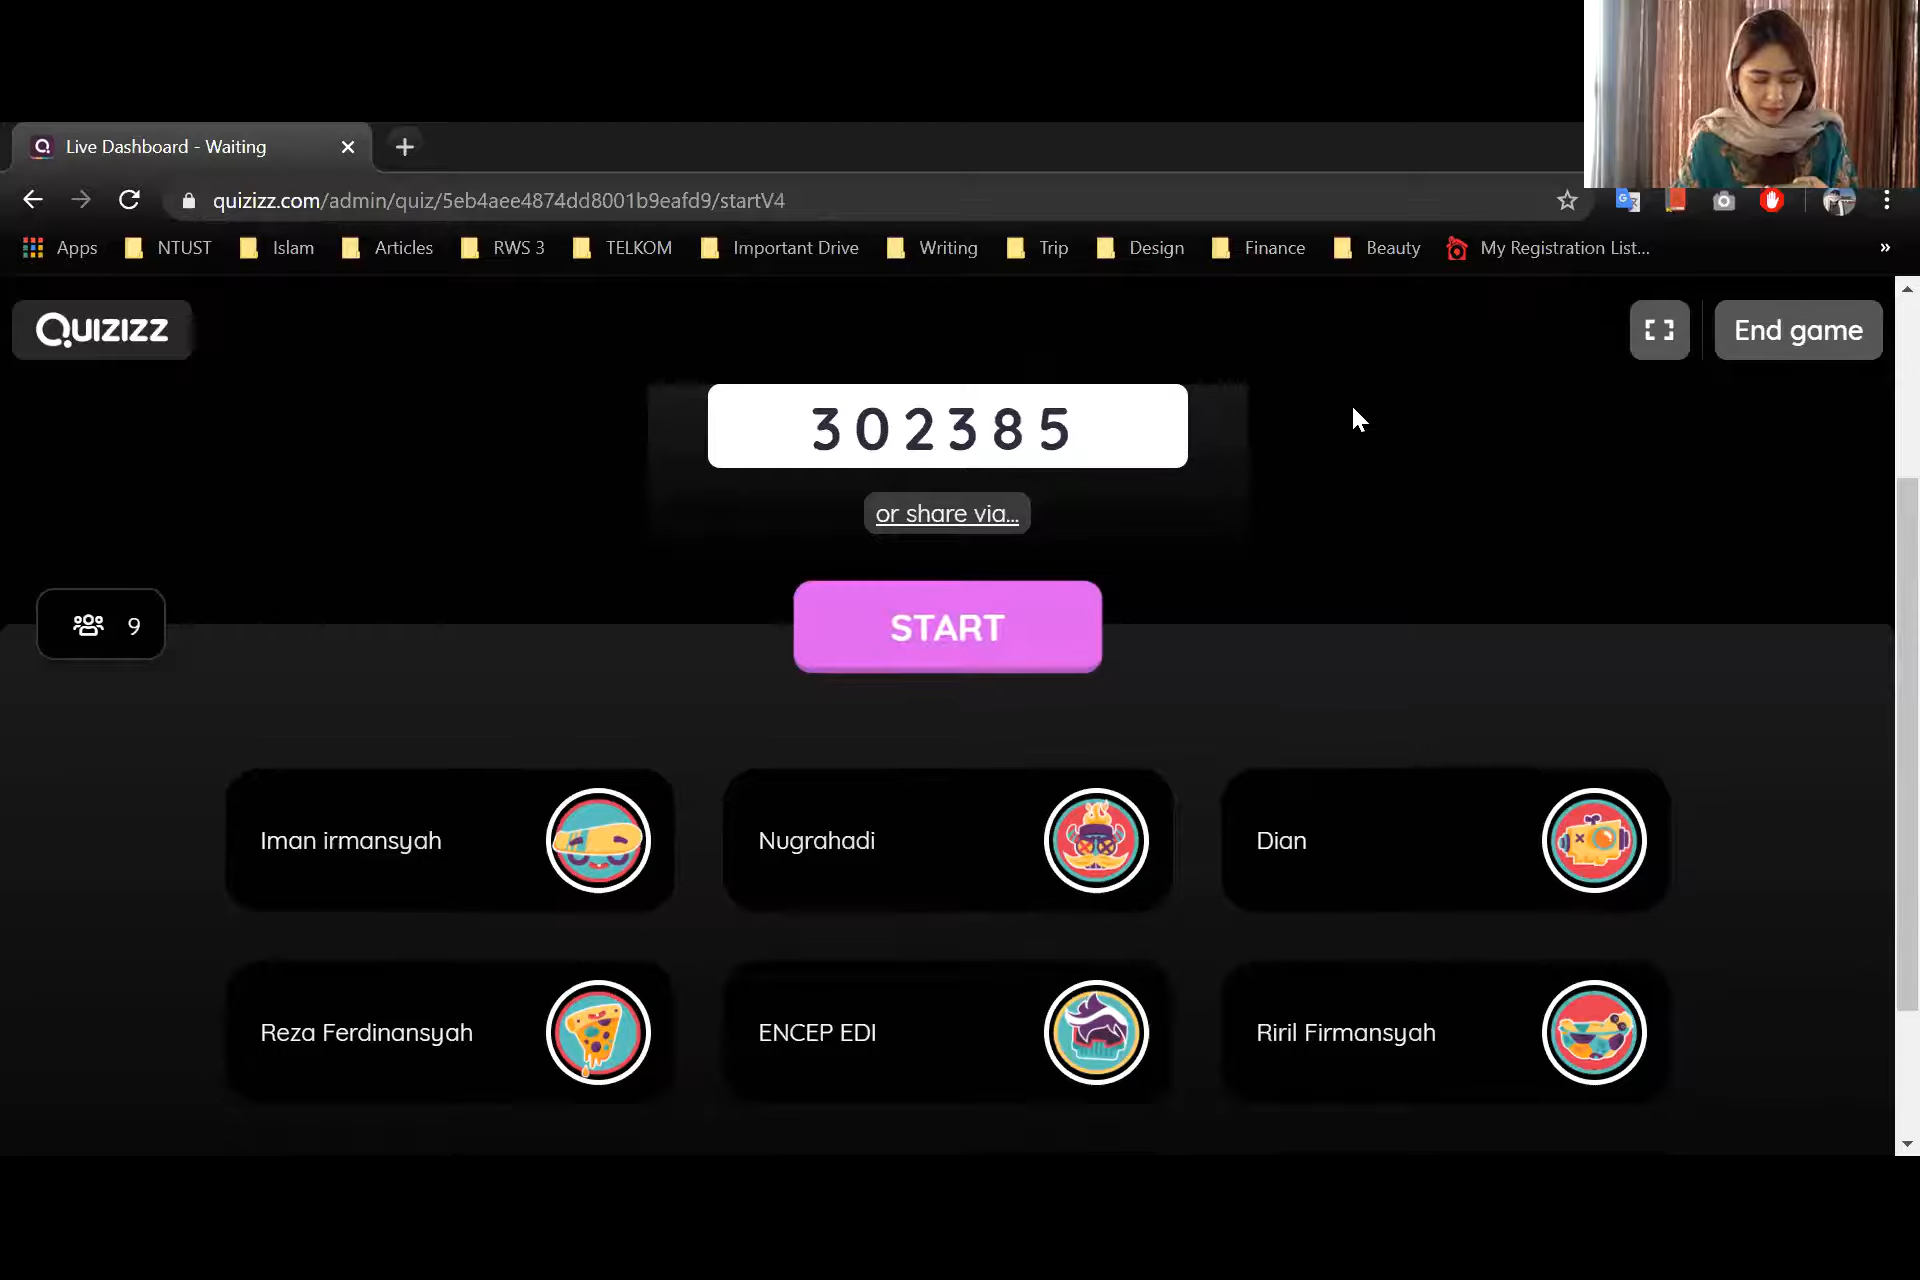 Live Dashboard - Waiting
quizizz.com/admin/quiz/5eb4aee4874dd8001b9eafd9/startV4
Apps NTUST Islam Articles RWS 3 TELKOM Important Drive Writing Trip Design Finance Beauty My Registration List... »
Quizizz
End game
302385
or share via...
9
START
Iman irmansyah
Nugrahadi
Dian
Reza Ferdinansyah
ENCEP EDI
Riril Firmansyah